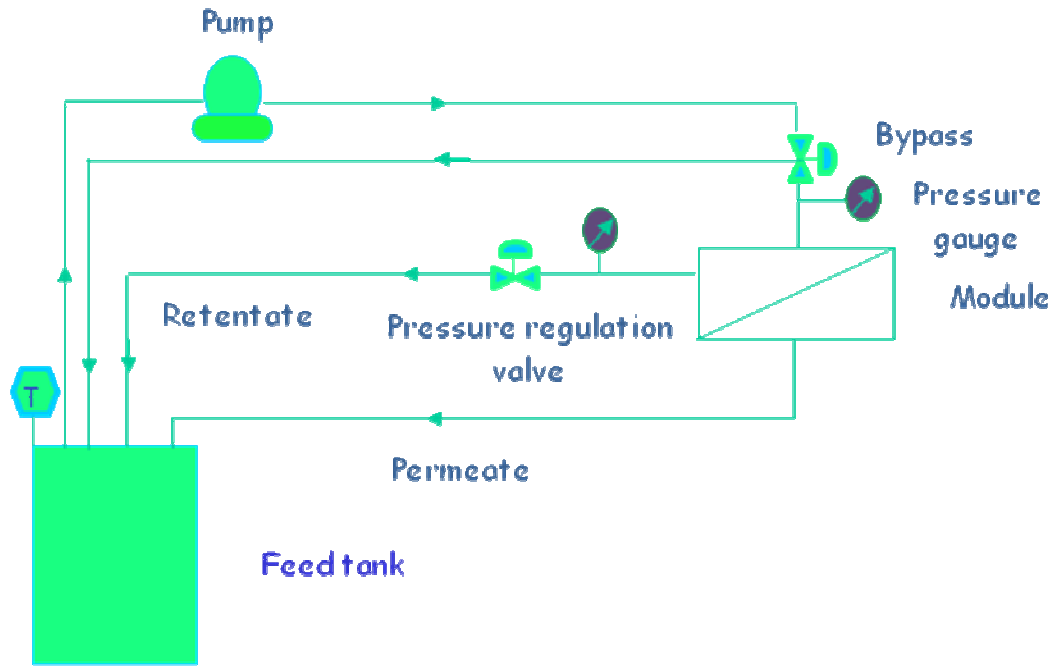 Pump
Bypass
Pressure
gauge
Module
Retentate
Pressure regulation
valve
T
Permeate
Feed tank